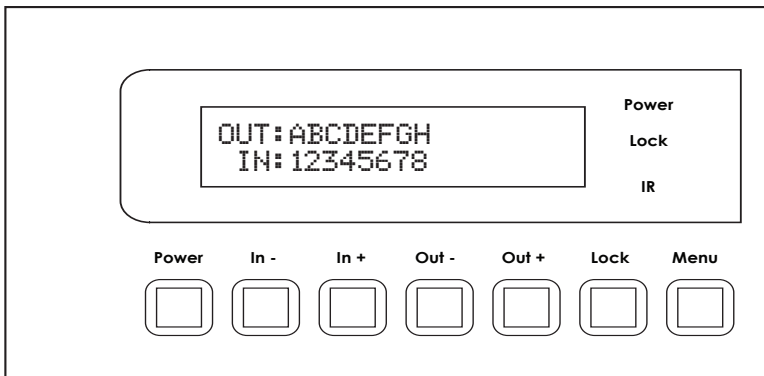 Power
OUT:ABCDEFGH
Lock
IN:12345678
IR
Power In - In + Out - Out + Lock Menu